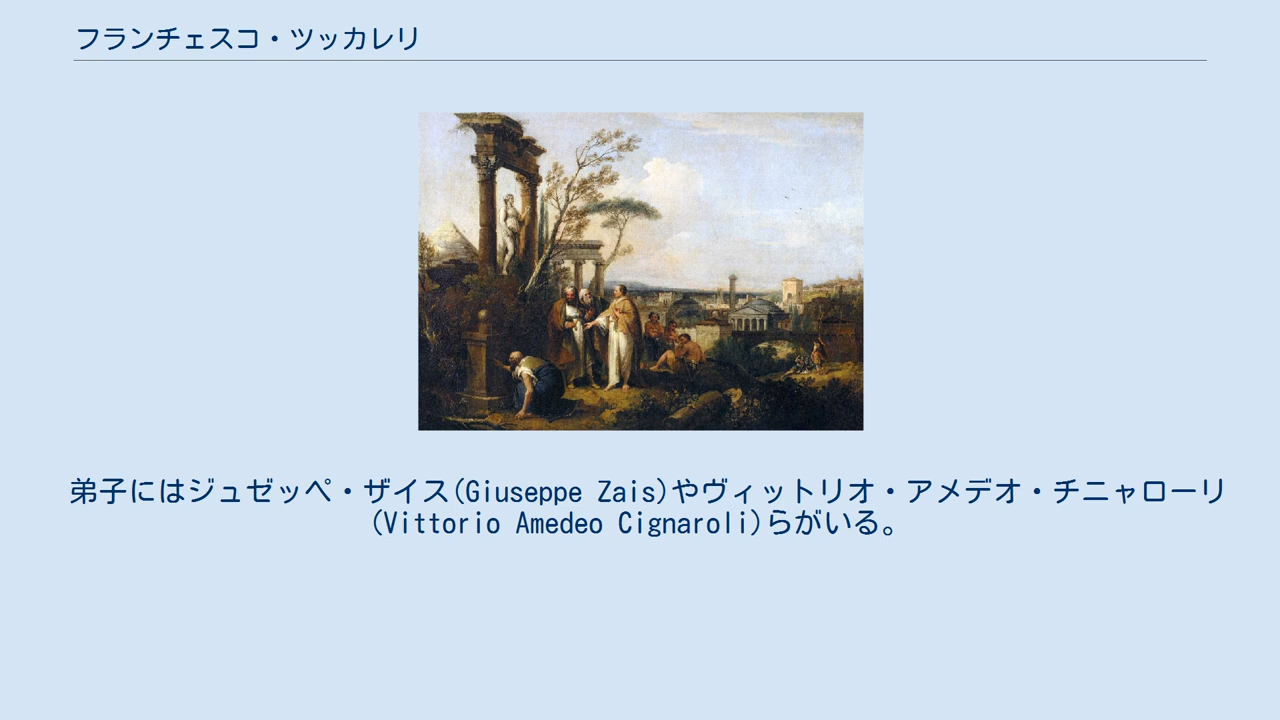 フランチェスコ・ツッカレリ
弟子にはジュゼッペ・ザイス(Giuseppe Zais)やヴィットリオ・アメデオ・チニャローリ
(Vittorio Amedeo Cignaroli)らがいる。